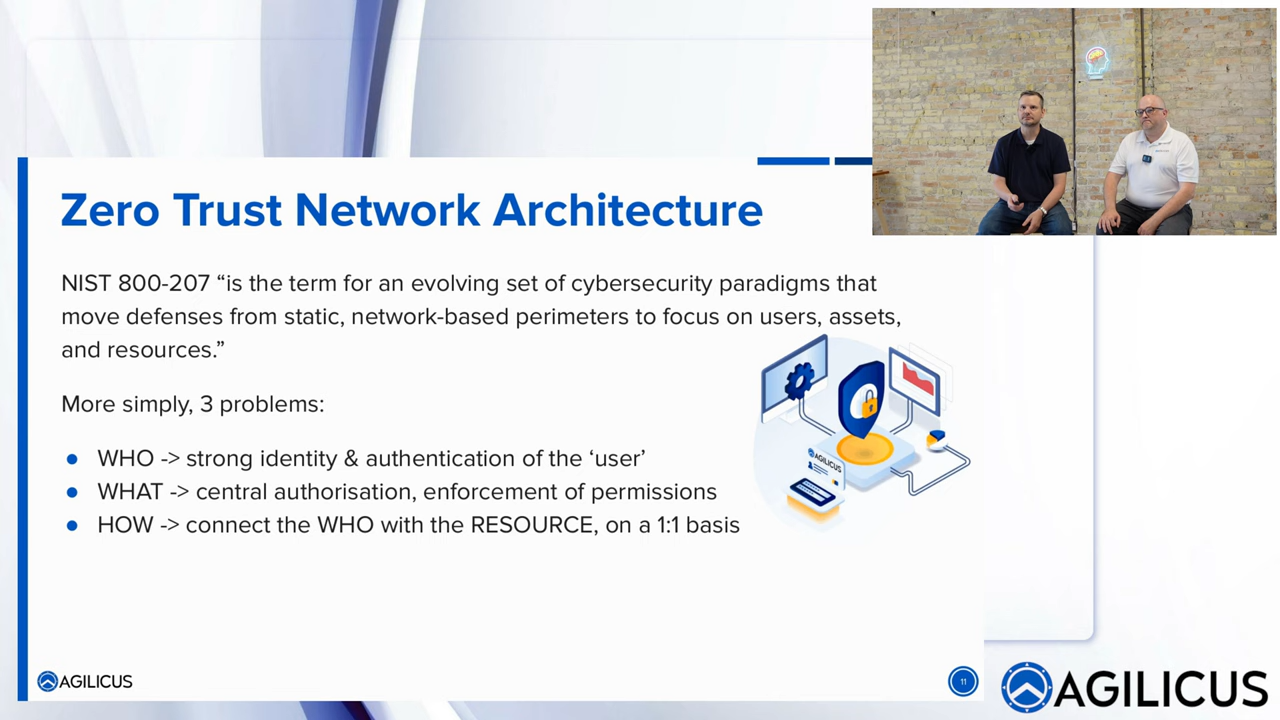 Zero Trust Network Architecture
NIST 800-207 “is the term for an evolving set of cybersecurity paradigms that
move defenses from static, network-based perimeters to focus on users, assets,
and resources.”
More simply, 3 problems:
● WHO -> strong identity & authentication of the ‘user’
● WHAT -> central authorisation, enforcement of permissions
● HOW -> connect the WHO with the RESOURCE, on a 1:1 basis
AGILICUS
AGILICUS
11
AGILICUS